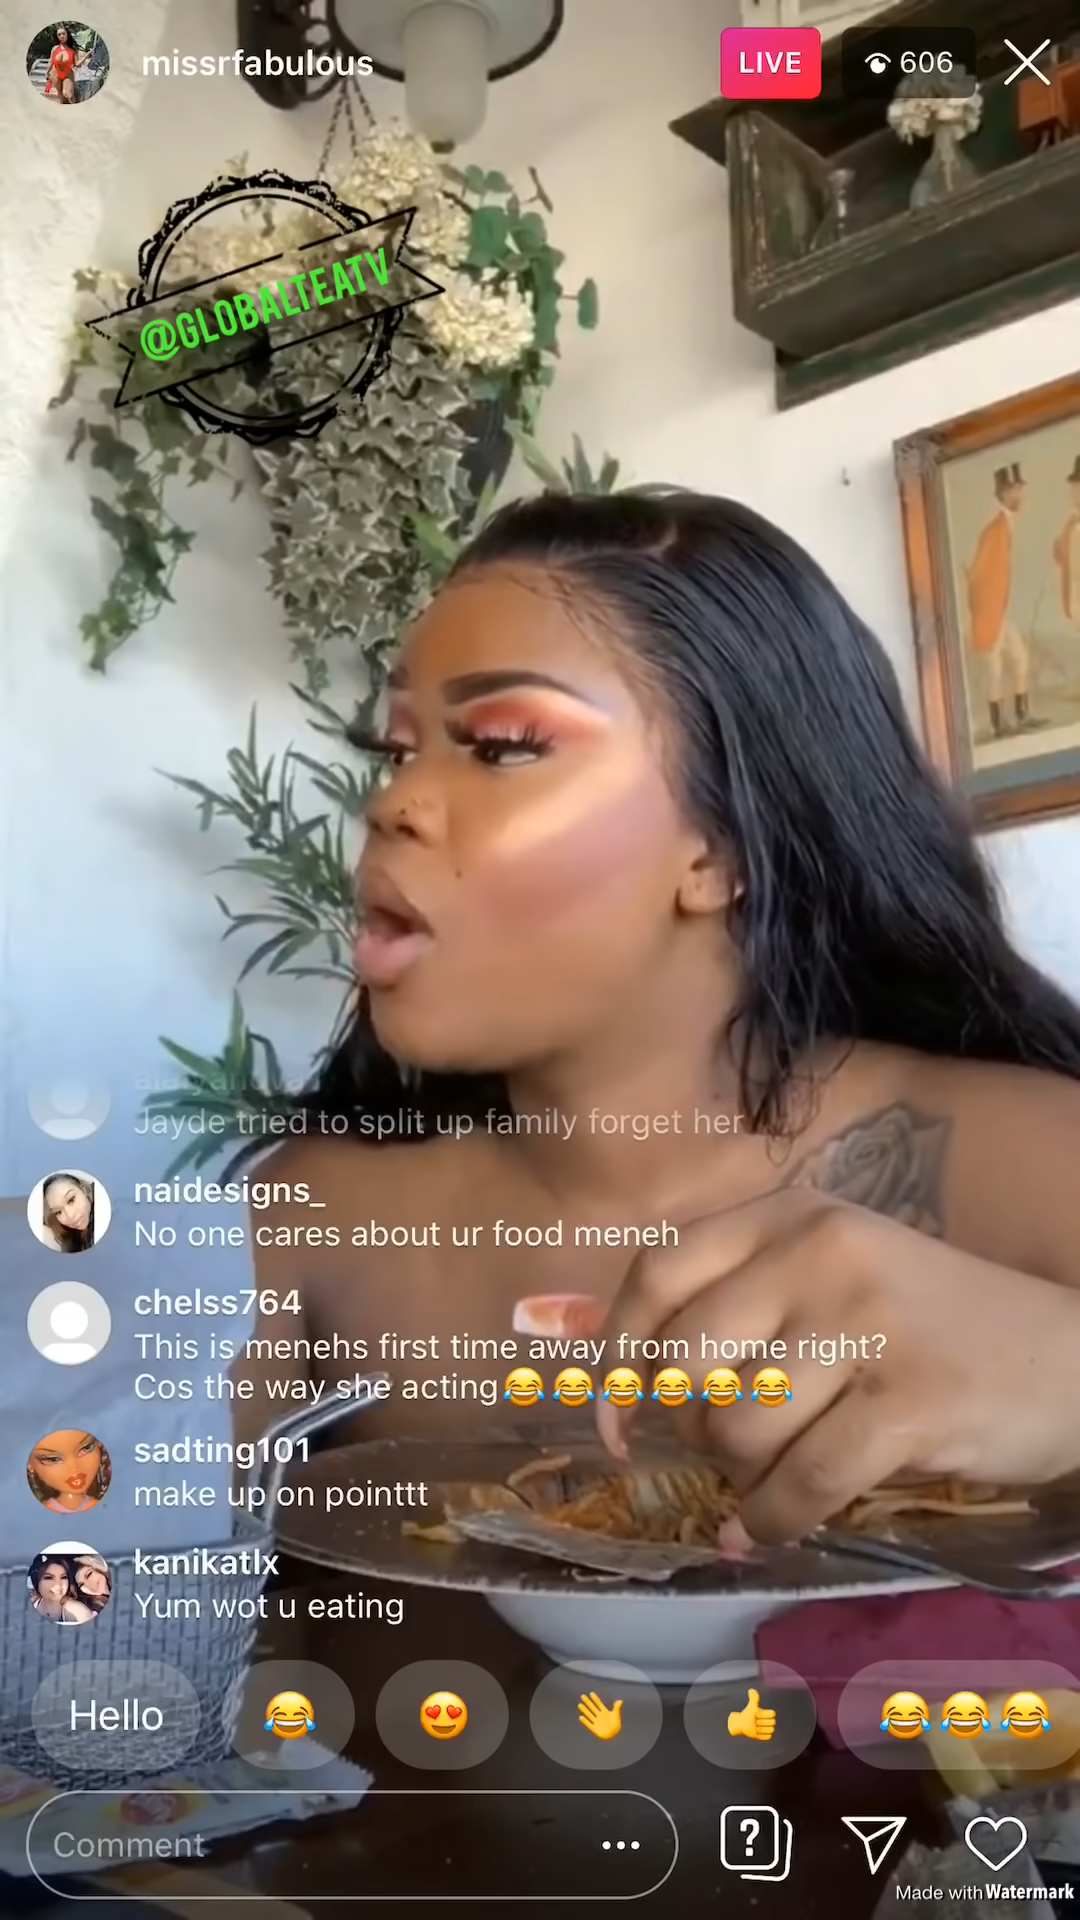 missrfabulous
LIVE
606
@GLOBALTEATV
Jayde tried to split up family forget her
naidesigns_
No one cares about ur food meneh
chelss764
This is menehs first time away from home right?
Cos the way she acting😂😂😂😂😂😂
sadting101
make up on pointtt
kanikatlx
Yum wot u eating
Hello 😂 😍 👋 👍 😂😂😂
Comment
Made with Watermark